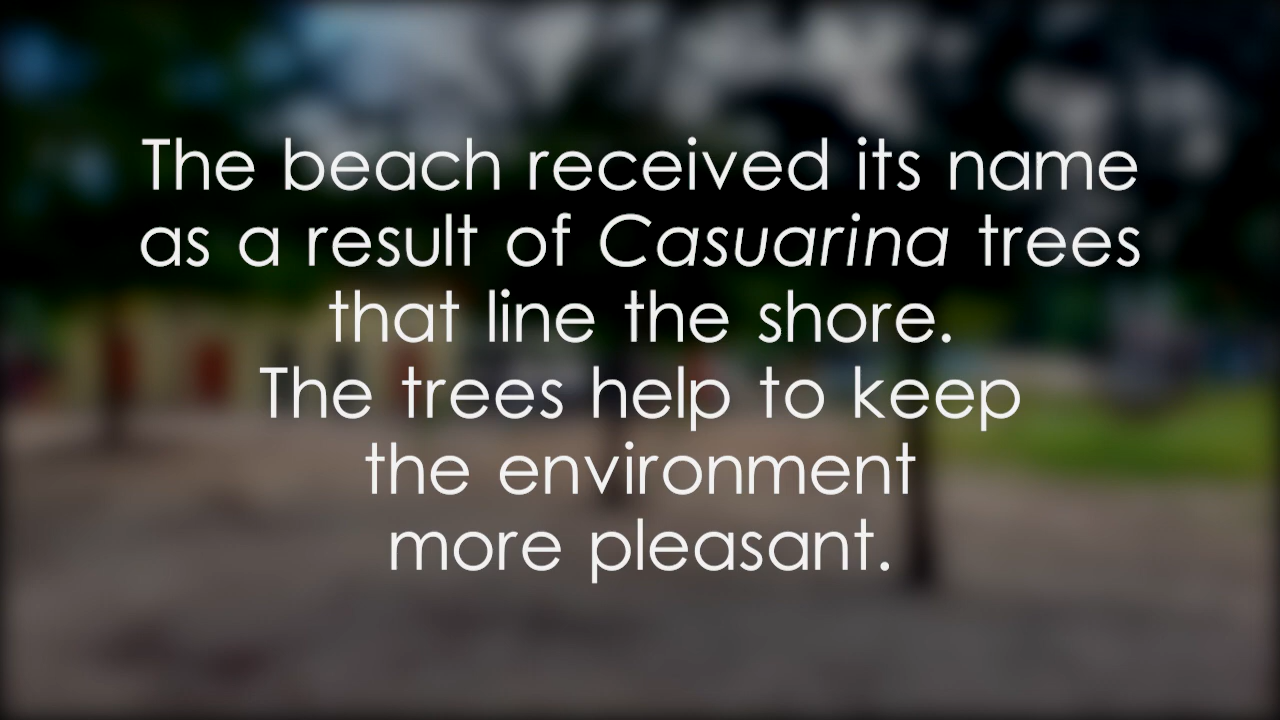 The beach received its name
as a result of Casuarina trees
that line the shore.
The trees help to keep
the environment
more pleasant.